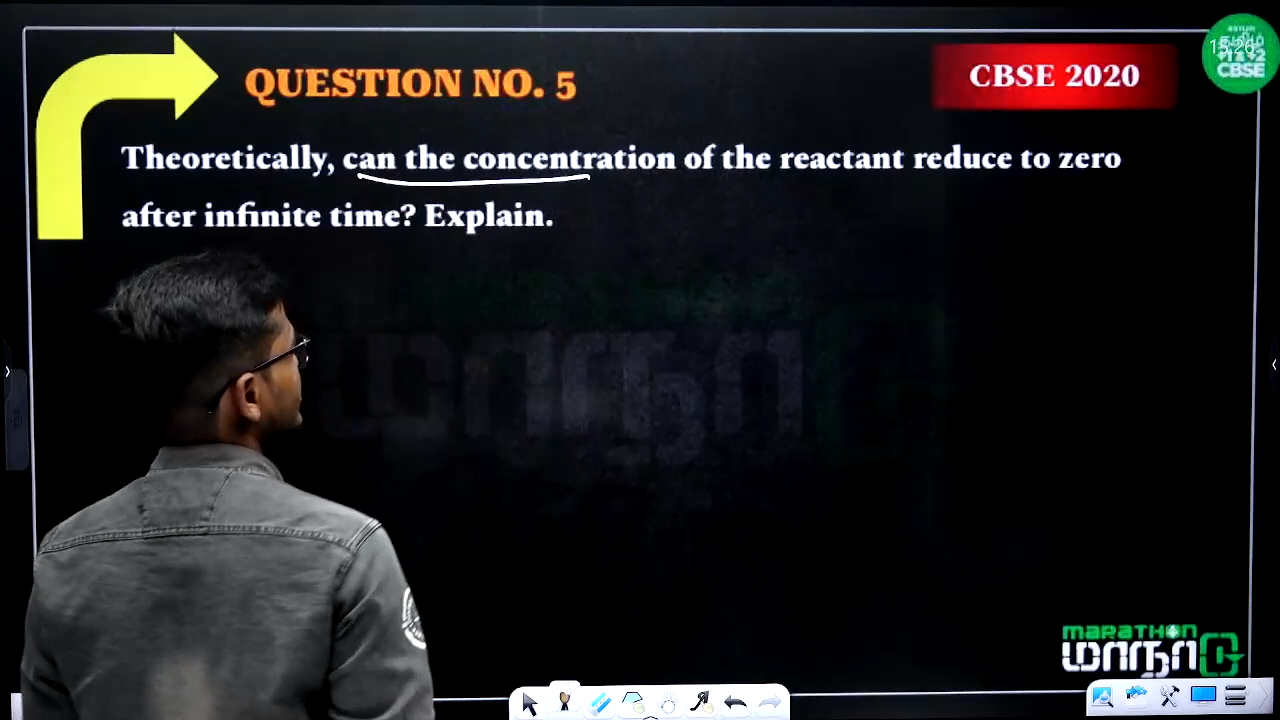 QUESTION NO. 5
CBSE 2020
Theoretically, can the concentration of the reactant reduce to zero
after infinite time? Explain.
CBSE
MARATHON
மாநாடு